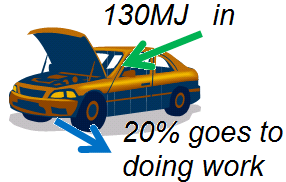 130MJ in
20% goes to
doing work